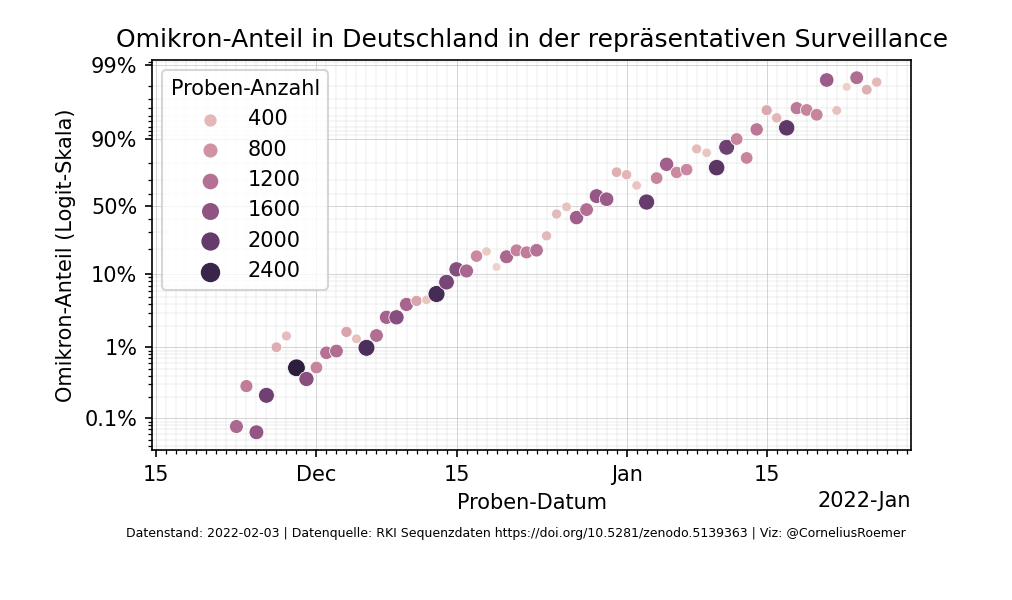 Omikron-Anteil in Deutschland in der repräsentativen Surveillance
Omikron-Anteil (Logit-Skala)
99%
90%
50%
10%
1%
0.1%
Proben-Anzahl
400
800
1200
1600
2000
2400
15 Dec 15 Jan 15
Proben-Datum
2022-Jan
Datenstand: 2022-02-03 | Datenquelle: RKI Sequenzdaten https://doi.org/10.5281/zenodo.5139363 | Viz: @CorneliusRoemer